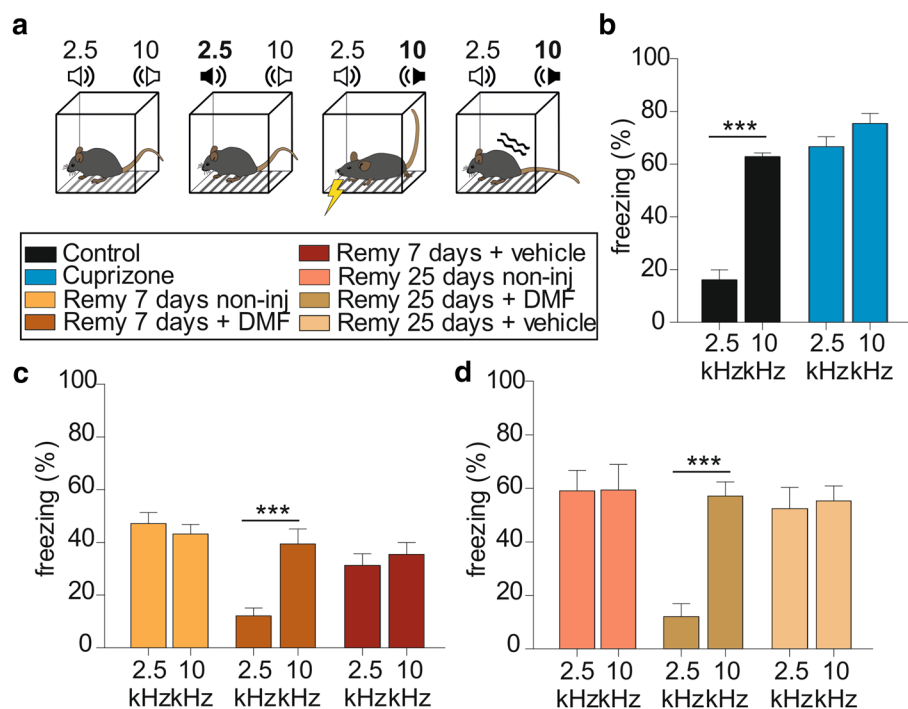 a
2.5 10 2.5 10 2.5 10 2.5 10
Control
Cuprizone
Remy 7 days non-inj
Remy 7 days + DMF
Remy 7 days + vehicle
Remy 25 days non-inj
Remy 25 days + DMF
Remy 25 days + vehicle
b
freezing (%)
100
80
60
40
20
0
***
2.5 10 2.5 10
kHz kHz kHz kHz
c
freezing (%)
100
80
60
40
20
0
***
2.5 10 2.5 10 2.5 10
kHz kHz kHz kHz kHz kHz
d
freezing (%)
100
80
60
40
20
0
***
2.5 10 2.5 10 2.5 10
kHz kHz kHz kHz kHz kHz